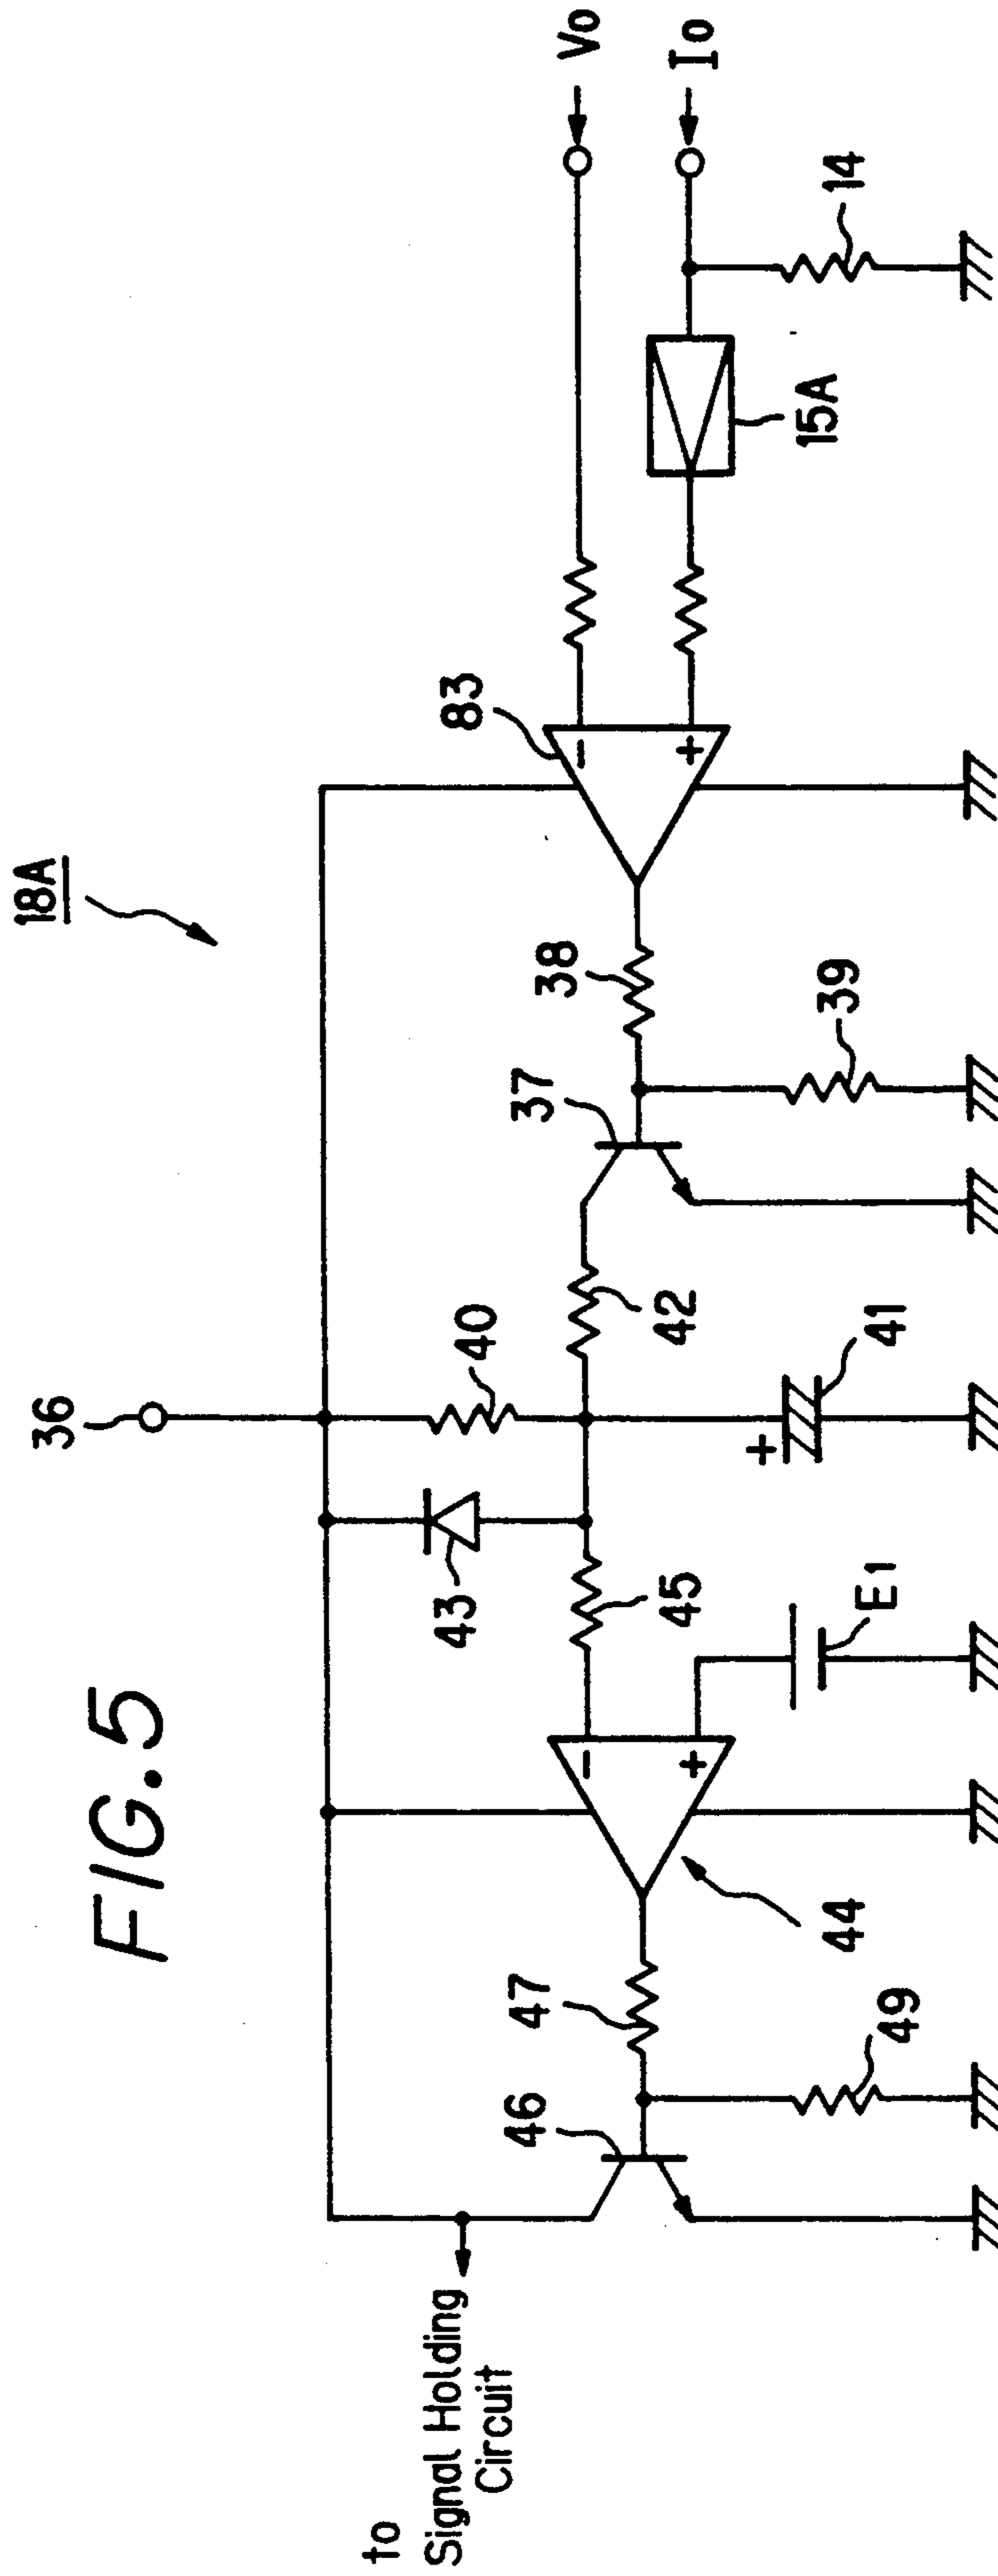 FIG. 5
18A
36
Vo
Io
83
14
15A
37
38
39
40
42
41
43
45
E1
44
47
46
49
+
-
+
-
+
to
Signal Holding
Circuit